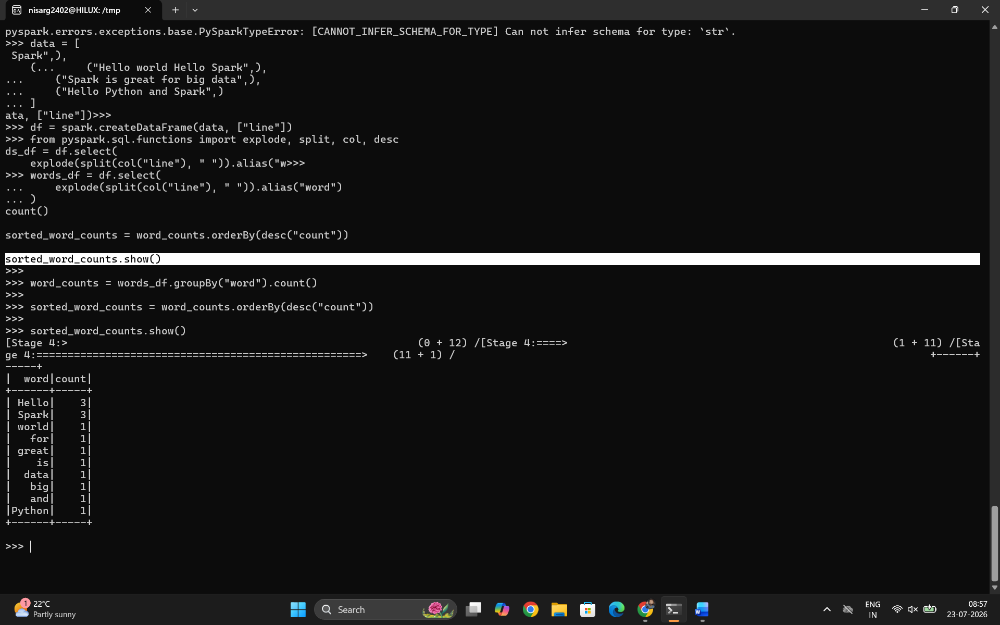 nisarg2402@HILUX: /tmp
pyspark.errors.exceptions.base.PySparkTypeError: [CANNOT_INFER_SCHEMA_FOR_TYPE] Can not infer schema for type: `str`.
>>> data = [
 Spark",),
    (...     ("Hello world Hello Spark",),
...     ("Spark is great for big data",),
...     ("Hello Python and Spark",)
... ]
ata, ["line"])>>>
>>> df = spark.createDataFrame(data, ["line"])
>>> from pyspark.sql.functions import explode, split, col, desc
ds_df = df.select(
    explode(split(col("line"), " ")).alias("w>>>
>>> words_df = df.select(
...     explode(split(col("line"), " ")).alias("word")
... )
count()
sorted_word_counts = word_counts.orderBy(desc("count"))
sorted_word_counts.show()
>>>
>>> word_counts = words_df.groupBy("word").count()
>>>
>>> sorted_word_counts = word_counts.orderBy(desc("count"))
>>>
>>> sorted_word_counts.show()
[Stage 4:>                                                        (0 + 12) /[Stage 4:====>                                                    (1 + 11) /[Sta
ge 4:====================================================>    (11 + 1) /                                                                            +------+
-----+
|  word|count|
+------+-----+
| Hello|    3|
| Spark|    3|
| world|    1|
|   for|    1|
| great|    1|
|    is|    1|
|  data|    1|
|   big|    1|
|   and|    1|
|Python|    1|
+------+-----+
>>>
1
22°C
Partly sunny
Search
ENG
IN
08:57
23-07-2026